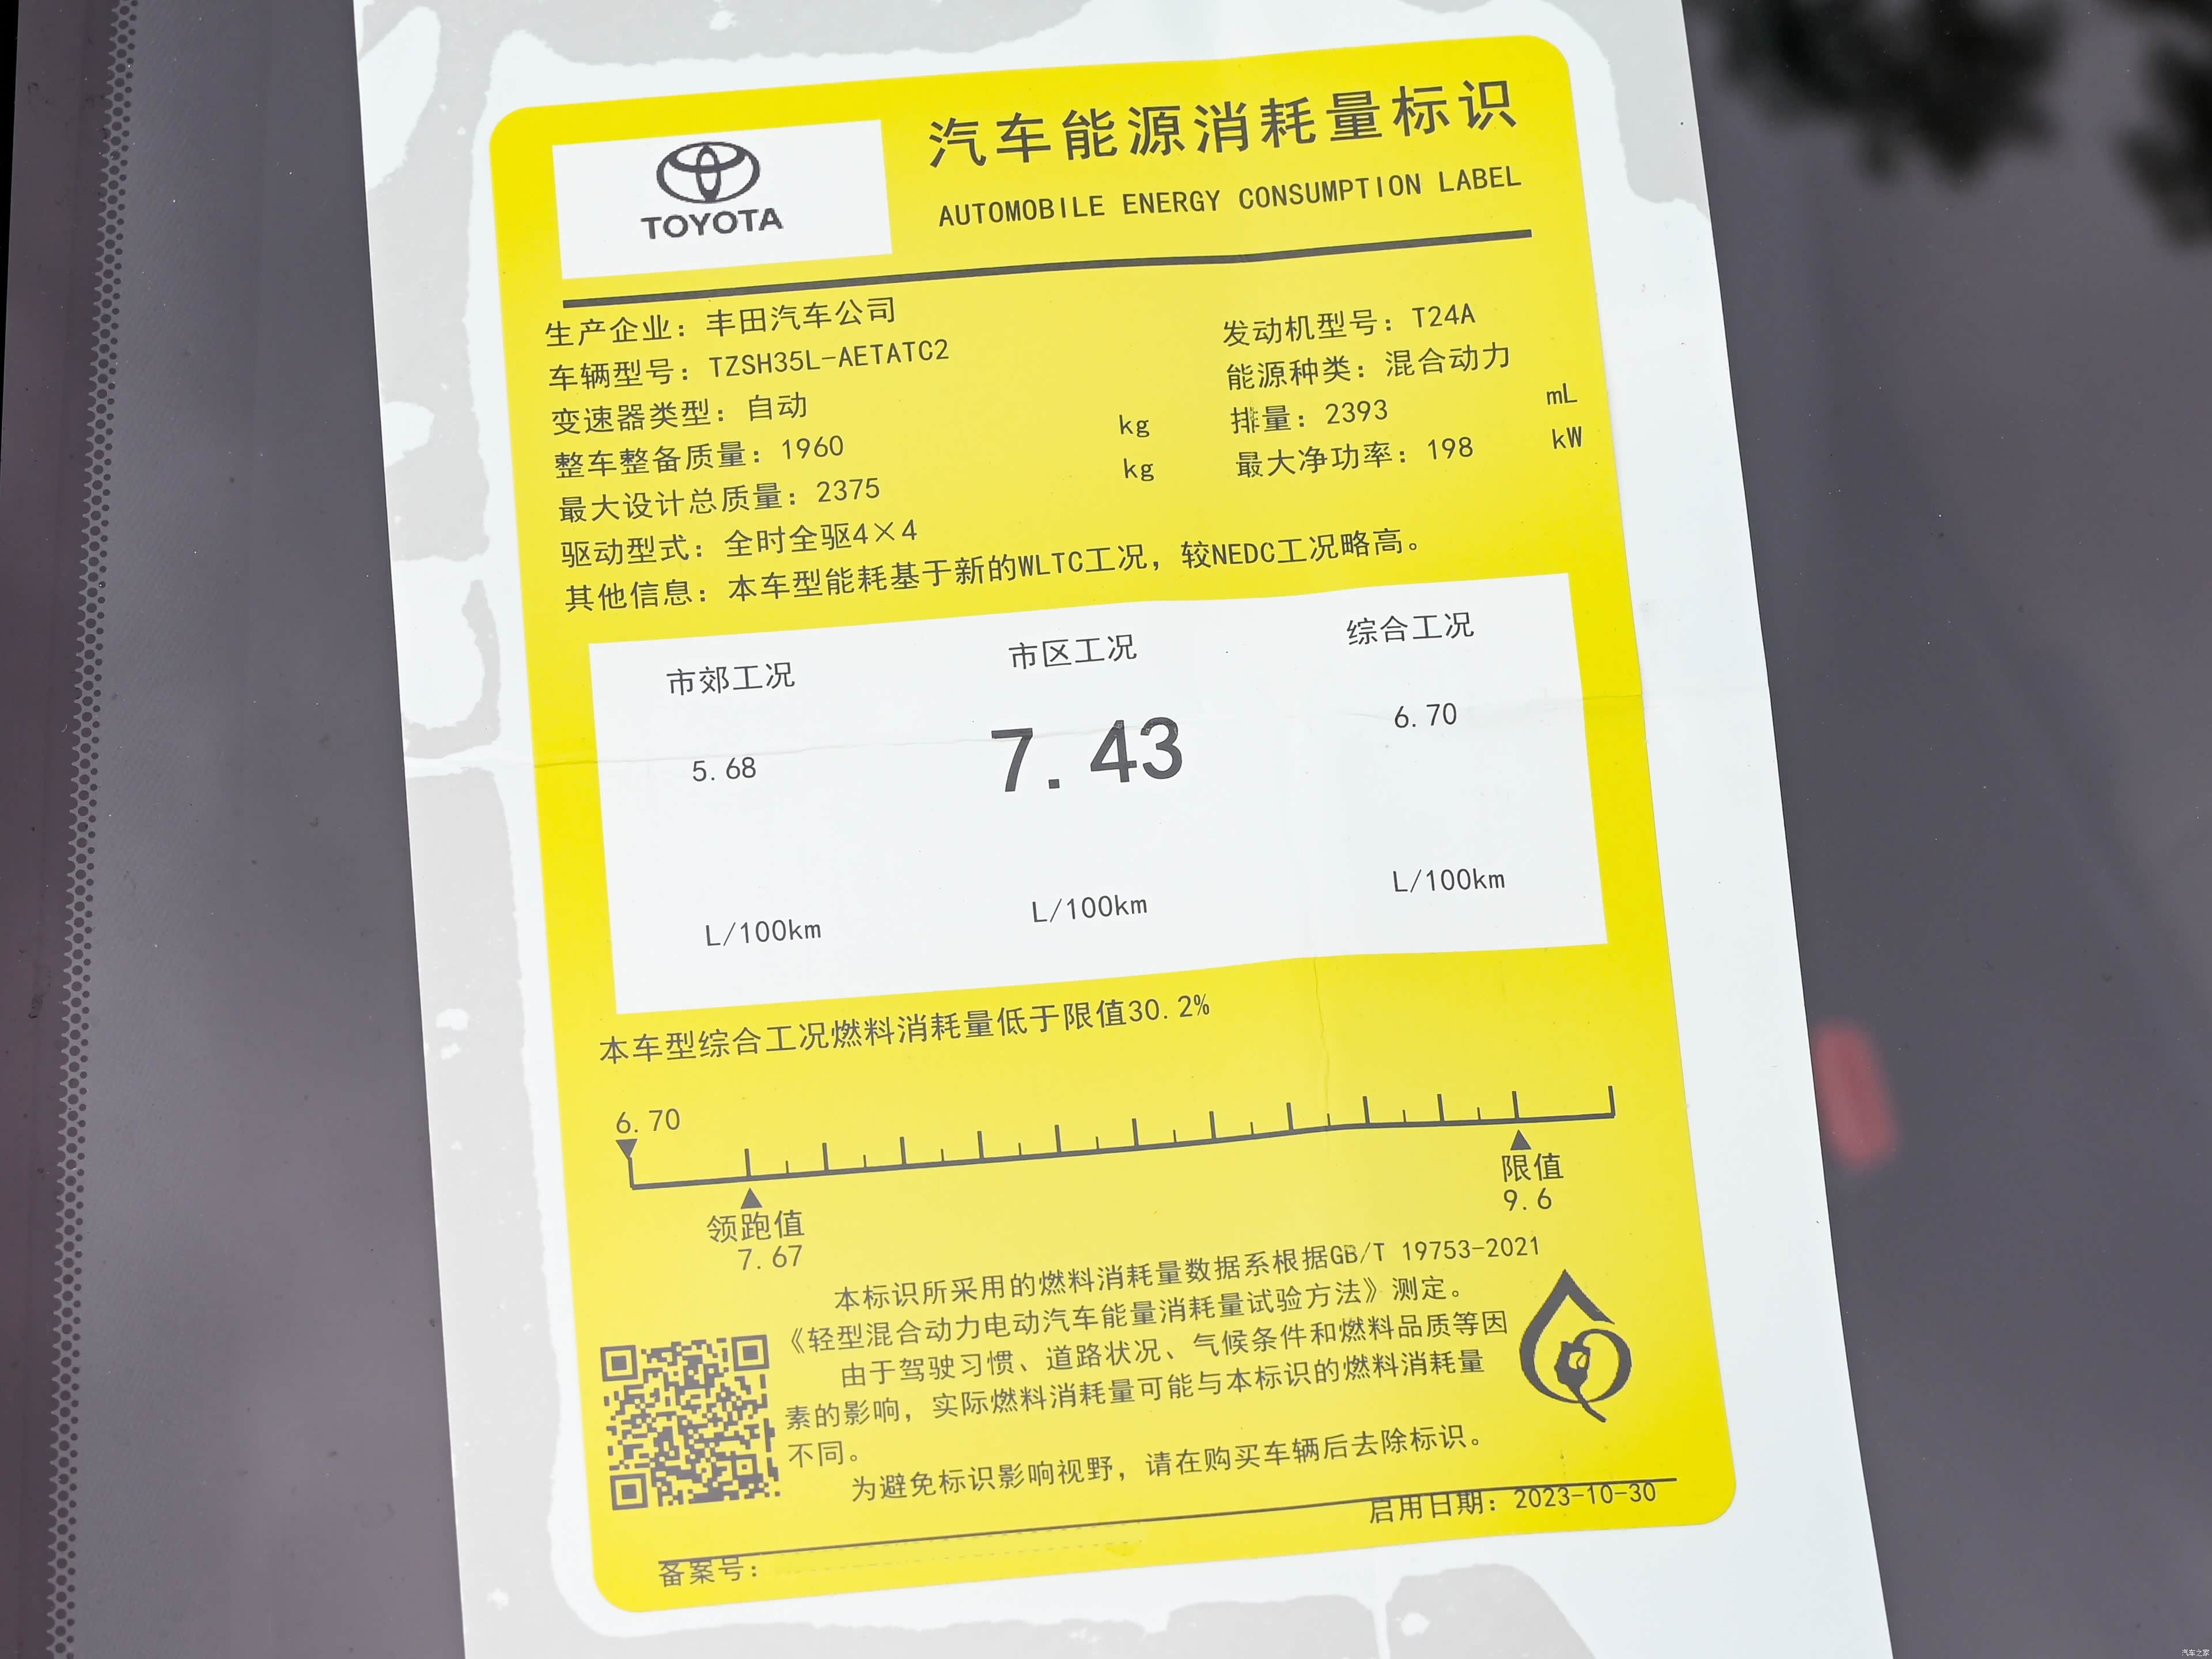 TOYOTA
汽车能源消耗量标识
AUTOMOBILE ENERGY CONSUMPTION LABEL
生产企业：丰田汽车公司
车辆型号：TZSH35L-AETATC2
变速器类型：自动
整车整备质量：1960 kg
最大设计总质量：2375 kg
驱动型式：全时全驱4×4
其他信息：本车型能耗基于新的WLTC工况，较NEDC工况略高。
发动机型号：T24A
能源种类：混合动力
排量：2393 mL
最大净功率：198 kW
市郊工况 市区工况 综合工况
5.68 7.43 6.70
L/100km L/100km L/100km
本车型综合工况燃料消耗量低于限值30.2%
6.70
领跑值
7.67
限值
9.6
本标识所采用的燃料消耗量数据系根据GB/T 19753-2021
《轻型混合动力电动汽车能量消耗量试验方法》测定。
由于驾驶习惯、道路状况、气候条件和燃料品质等因
素的影响，实际燃料消耗量可能与本标识的燃料消耗量
不同。
为避免标识影响视野，请在购买车辆后去除标识。
备案号：
启用日期：2023-10-30
汽车之家